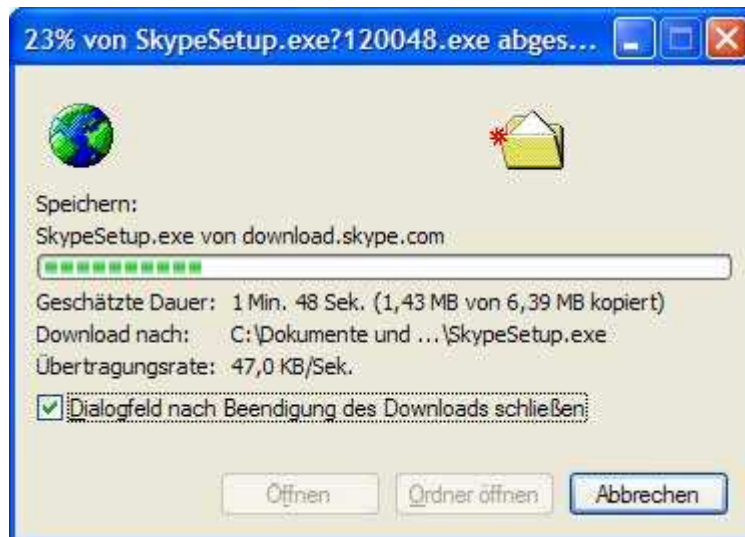 23% von SkypeSetup.exe?120048.exe abges...
Speichern:
SkypeSetup.exe von download.skype.com
Geschätzte Dauer: 1 Min. 48 Sek. (1,43 MB von 6,39 MB kopiert)
Download nach: C:\Dokumente und ...\SkypeSetup.exe
Übertragungsrate: 47,0 KB/Sek.
Dialogfeld nach Beendigung des Downloads schließen
Öffnen Ordner öffnen Abbrechen